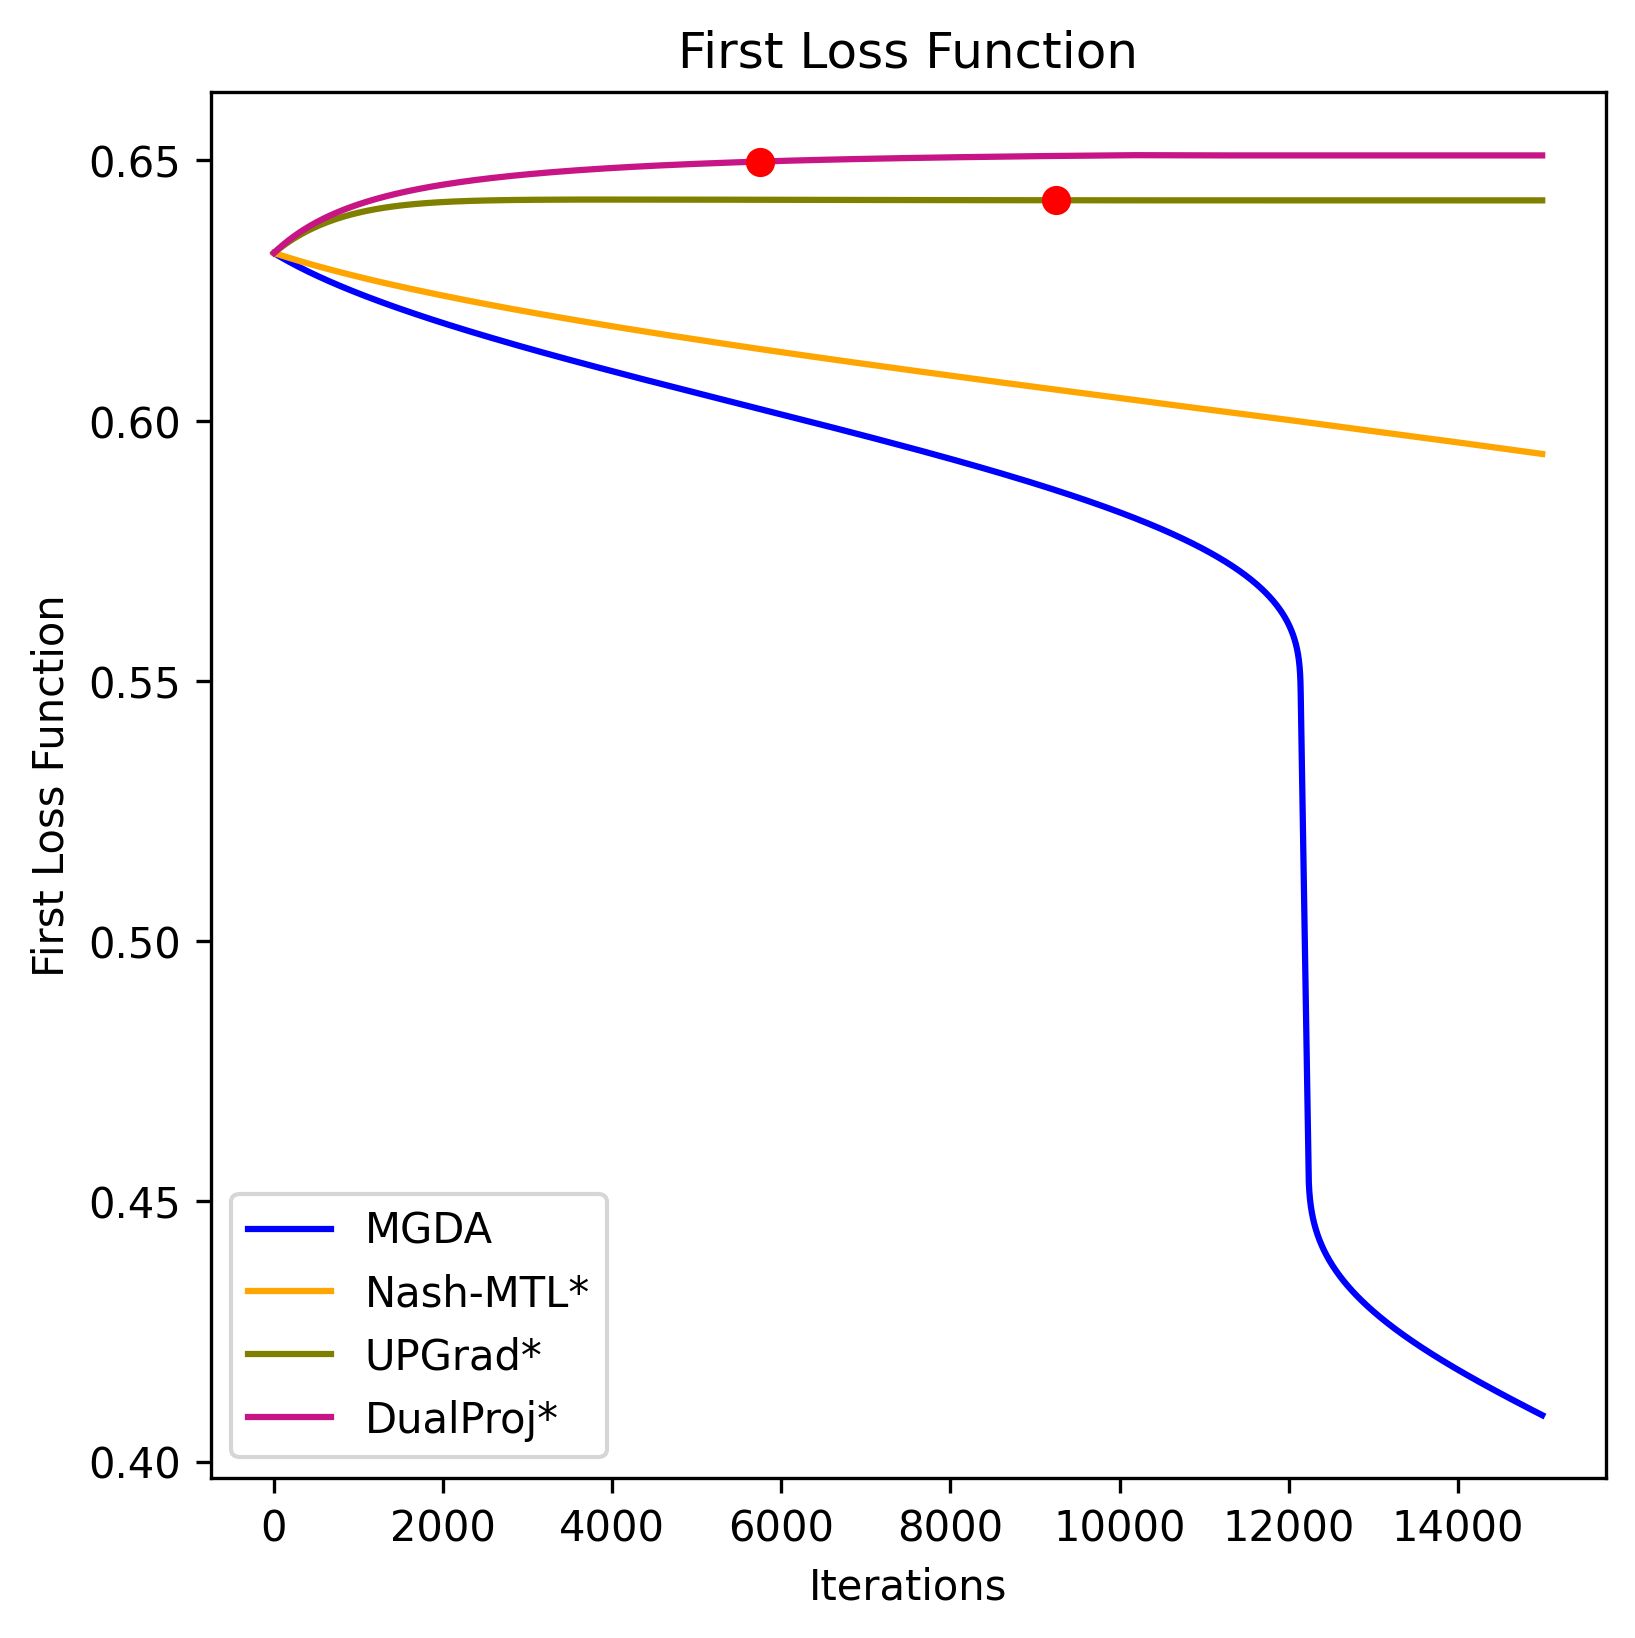 First Loss Function
First Loss Function
0.65
0.60
0.55
0.50
0.45
0.40
MGDA
Nash-MTL*
UPGrad*
DualProj*
0 2000 4000 6000 8000 10000 12000 14000
Iterations